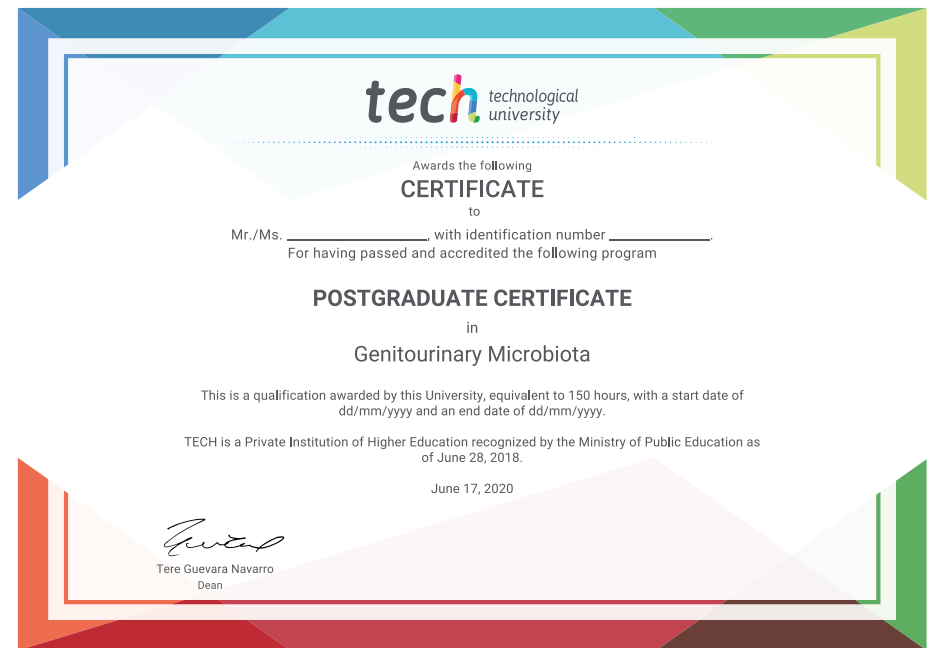 tech technological
university
Awards the following
CERTIFICATE
to
Mr./Ms. ____________, with identification number ____________.
For having passed and accredited the following program
POSTGRADUATE CERTIFICATE
in
Genitourinary Microbiota
This is a qualification awarded by this University, equivalent to 150 hours, with a start date of
dd/mm/yyyy and an end date of dd/mm/yyyy.
TECH is a Private Institution of Higher Education recognized by the Ministry of Public Education as
of June 28, 2018.
June 17, 2020
Tere Guevara Navarro
Dean